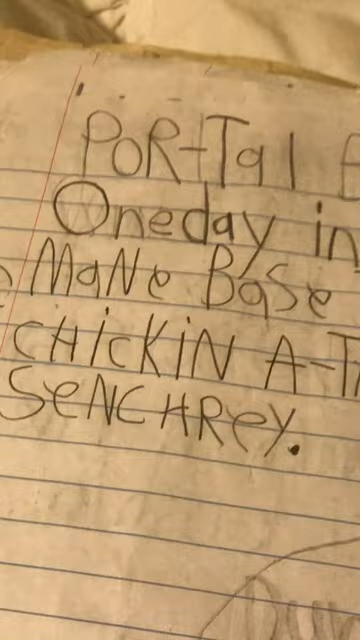 POR-Tal
Oneday in
MaNe BaSe
CHicKiN A-T
SeNCHRey.